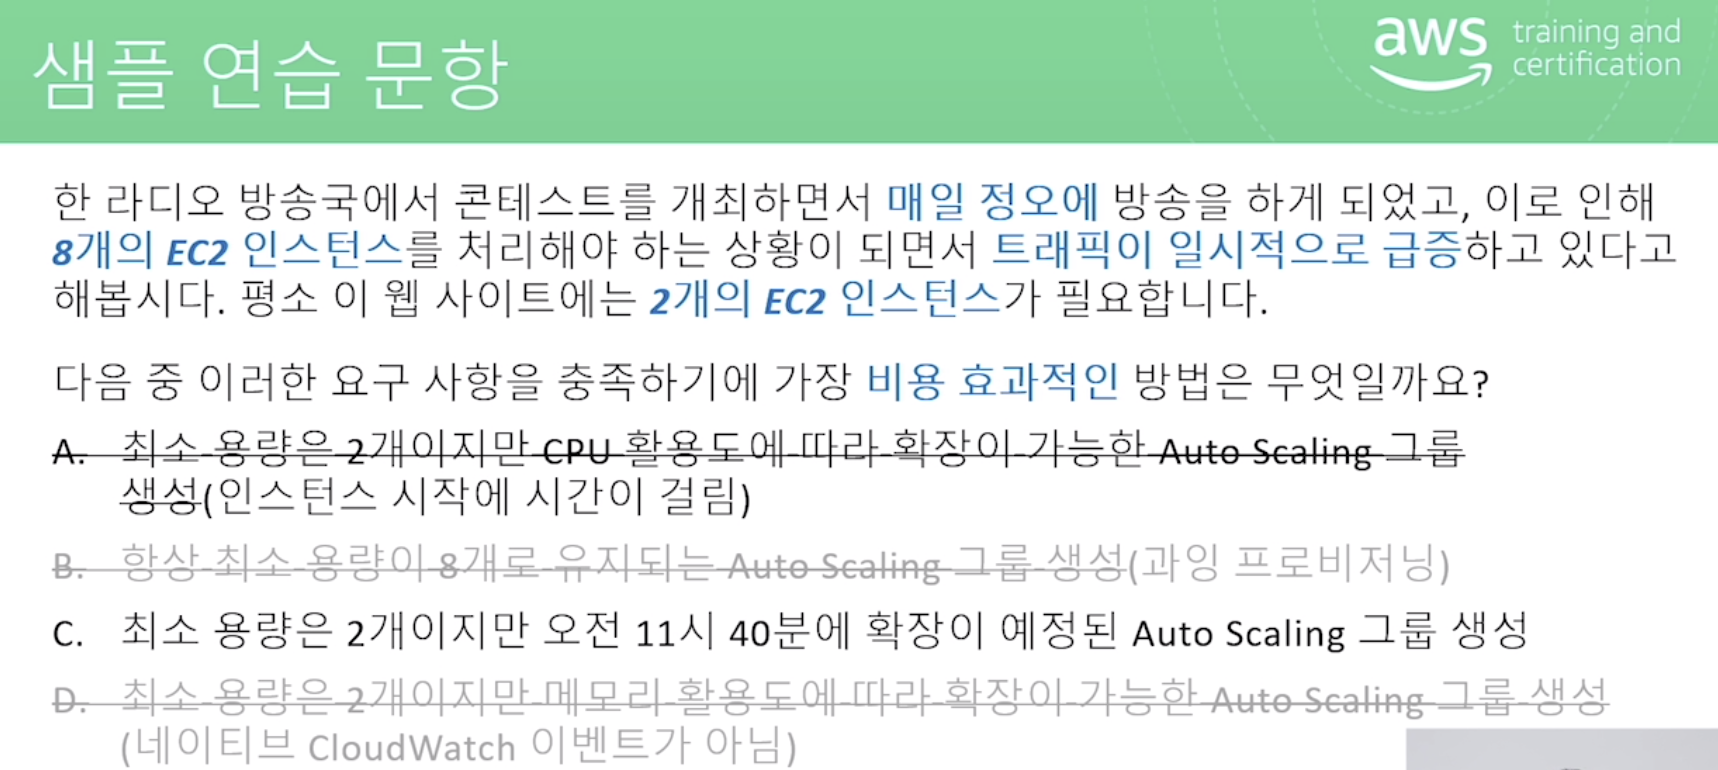 샘플 연습 문항
aws training and certification
한 라디오 방송국에서 콘테스트를 개최하면서 매일 정오에 방송을 하게 되었고, 이로 인해
8개의 EC2 인스턴스를 처리해야 하는 상황이 되면서 트래픽이 일시적으로 급증하고 있다고
해봅시다. 평소 이 웹 사이트에는 2개의 EC2 인스턴스가 필요합니다.
다음 중 이러한 요구 사항을 충족하기에 가장 비용 효과적인 방법은 무엇일까요?
A. 최소 용량은 2개이지만 CPU 활용도에 따라 확장이 가능한 Auto Scaling 그룹
생성(인스턴스 시작에 시간이 걸림)
B. 항상 최소 용량이 8개로 유지되는 Auto Scaling 그룹 생성(과잉 프로비저닝)
C. 최소 용량은 2개이지만 오전 11시 40분에 확장이 예정된 Auto Scaling 그룹 생성
D. 최소 용량은 2개이지만 메모리 활용도에 따라 확장이 가능한 Auto Scaling 그룹 생성
(네이티브 CloudWatch 이벤트가 아님)